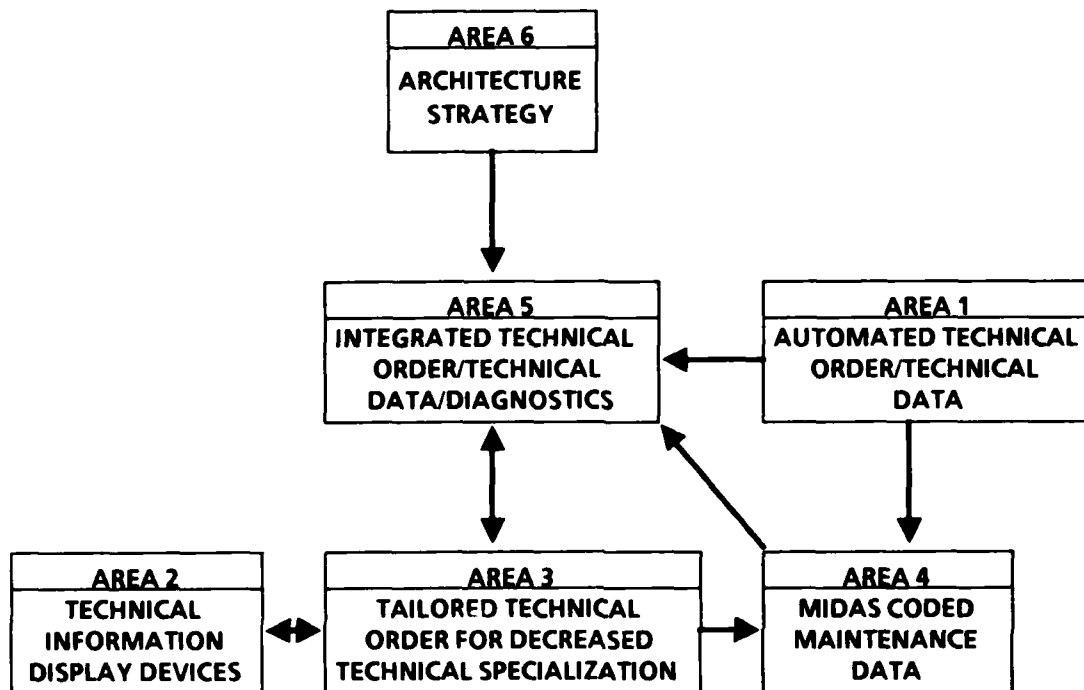 AREA 6
ARCHITECTURE
STRATEGY
AREA 5
INTEGRATED TECHNICAL
ORDER/TECHNICAL
DATA/DIAGNOSTICS
AREA 1
AUTOMATED TECHNICAL
ORDER/TECHNICAL
DATA
AREA 2
TECHNICAL
INFORMATION
DISPLAY DEVICES
AREA 3
TAILORED TECHNICAL
ORDER FOR DECREASED
TECHNICAL SPECIALIZATION
AREA 4
MIDAS CODED
MAINTENANCE
DATA